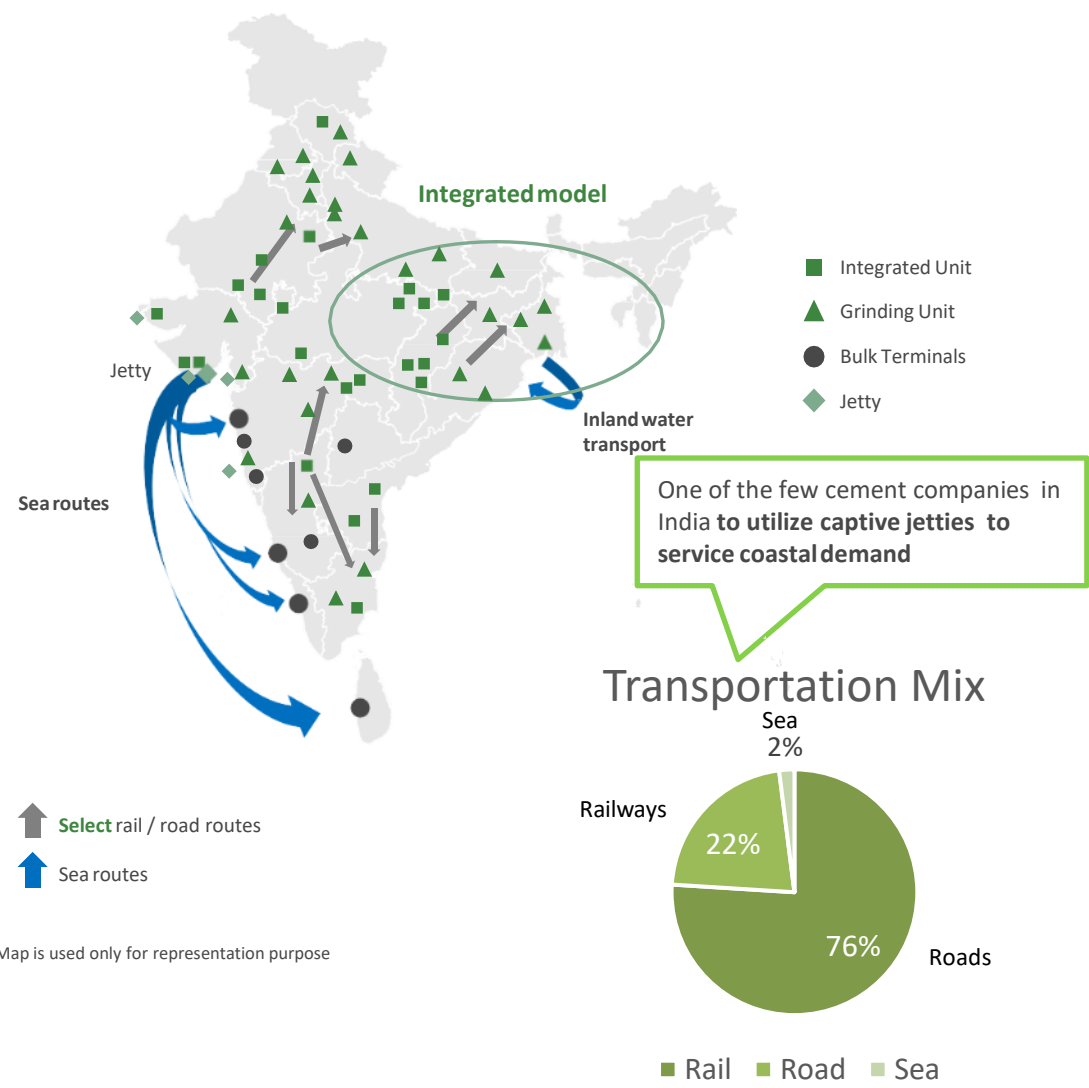 Integrated model
Integrated Unit
Grinding Unit
Bulk Terminals
Jetty
Jetty
Inland water
transport
Sea routes
One of the few cement companies in
India to utilize captive jetties to
service coastal demand
Transportation Mix
Sea
2%
Railways
22%
76%
Roads
Rail
Road
Sea
Select rail / road routes
Sea routes
Map is used only for representation purpose